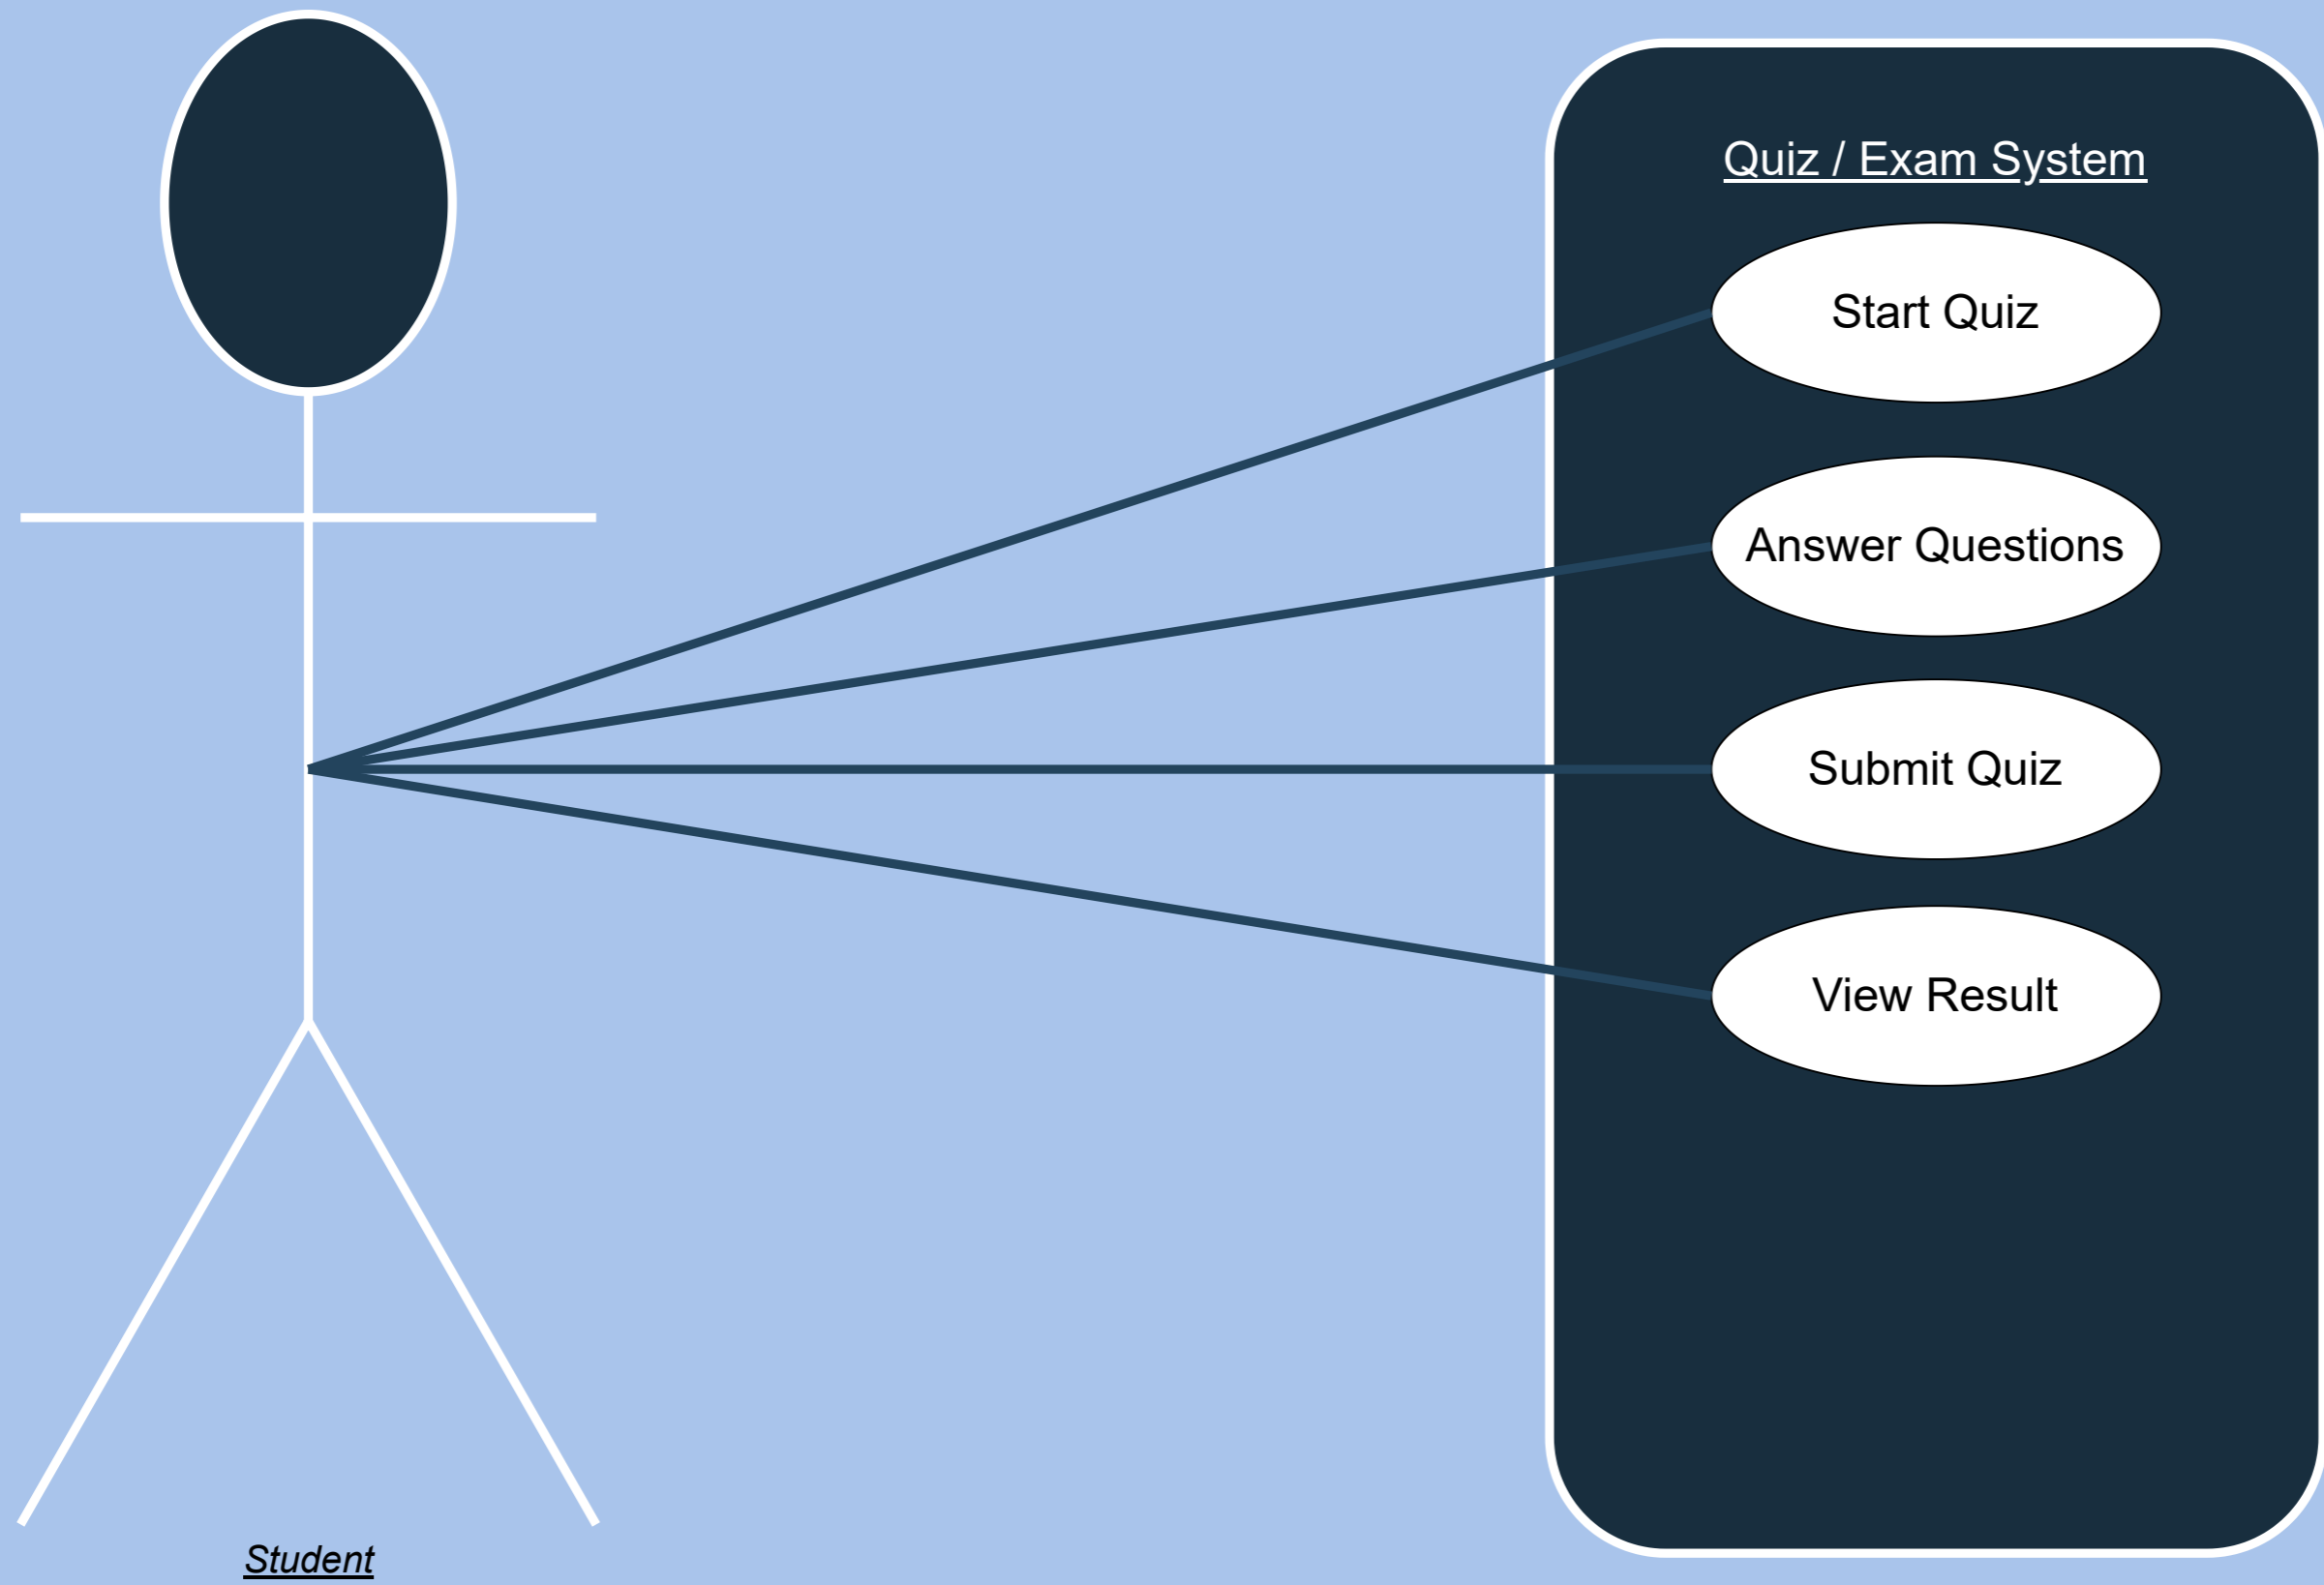 Quiz / Exam System
Start Quiz
Answer Questions
Submit Quiz
View Result
Student